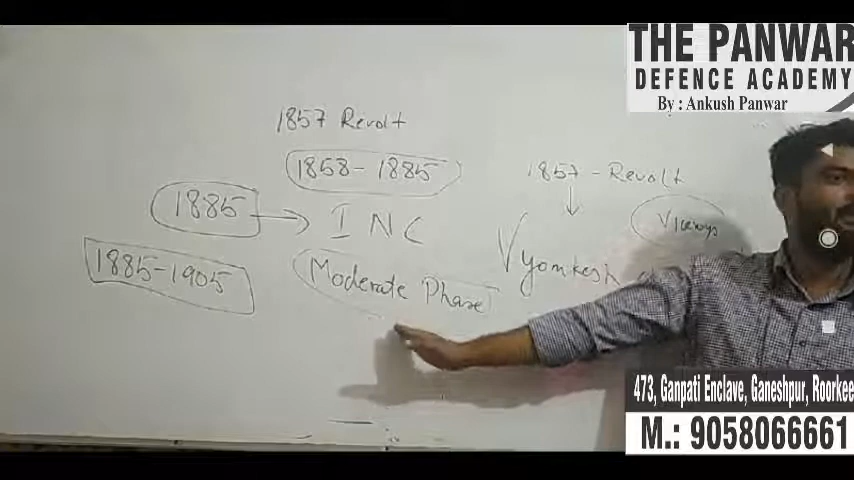 THE PANWAR
DEFENCE ACADEMY
By : Ankush Panwar
1857 Revolt
1858-1885
1885 → INC
1885-1905
Moderate Phase
1857 - Revolt
↓
Vyomkesh
473, Ganpati Enclave, Ganeshpur, Roorkee
M.: 9058066661